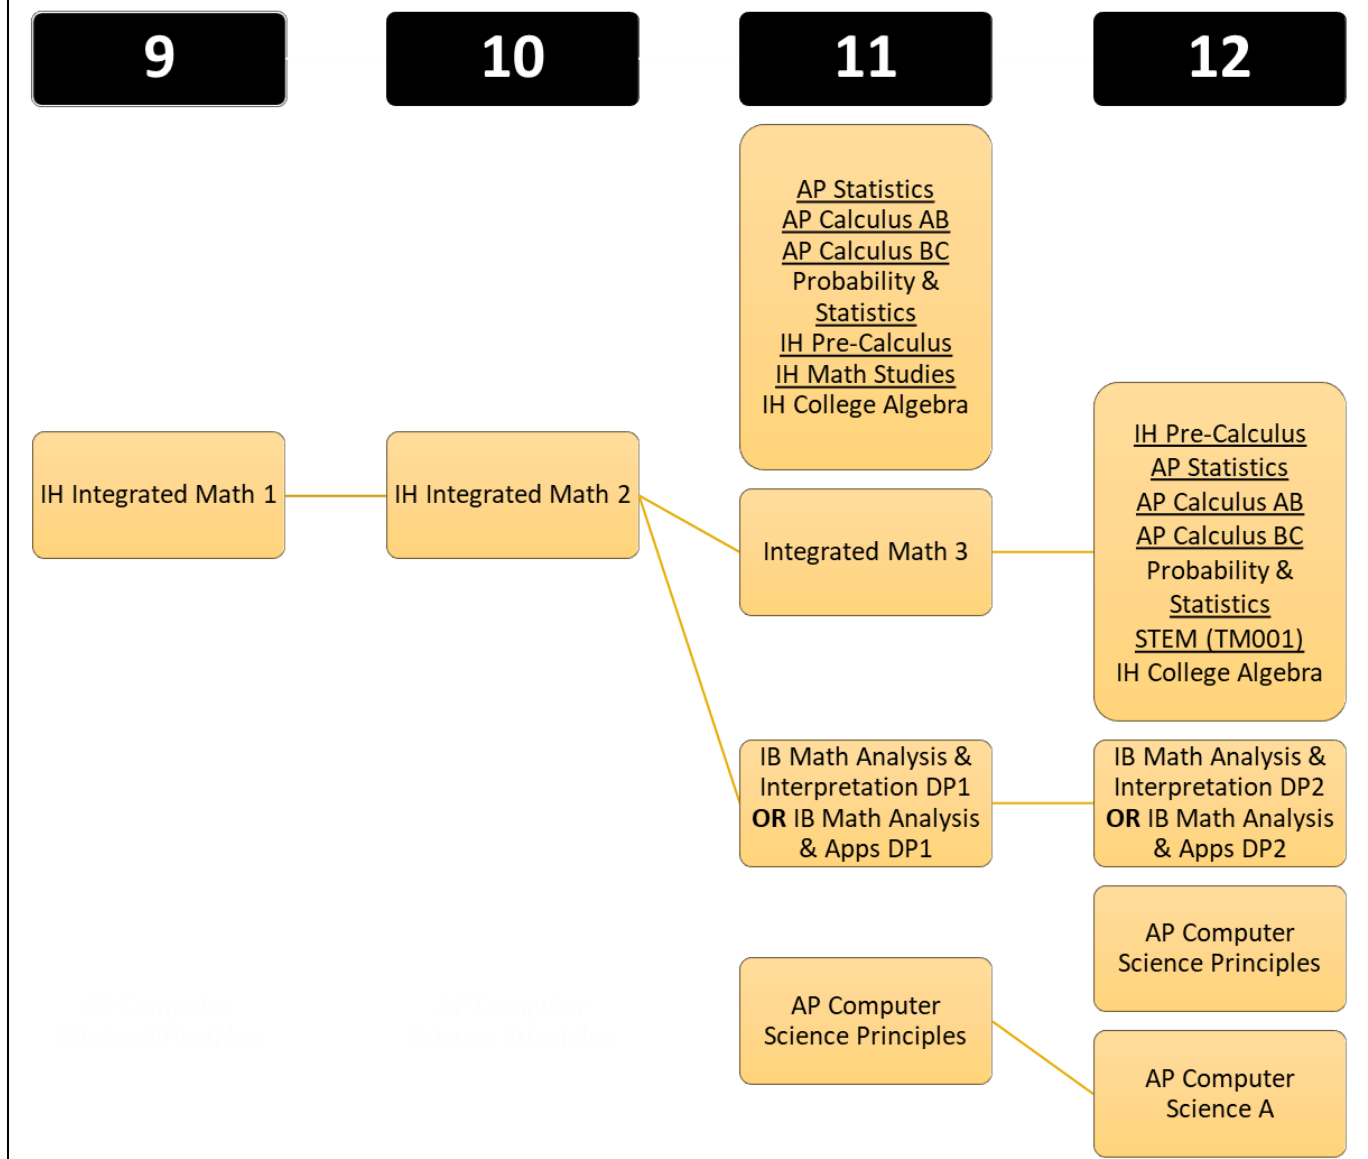 9
10
11
12
AP Statistics
AP Calculus AB
AP Calculus BC
Probability &
Statistics
IH Pre-Calculus
IH Math Studies
IH College Algebra
IH Pre-Calculus
AP Statistics
AP Calculus AB
AP Calculus BC
Probability &
Statistics
STEM (TM001)
IH College Algebra
IH Integrated Math 1
IH Integrated Math 2
Integrated Math 3
IB Math Analysis &
Interpretation DP1
OR IB Math Analysis
& Apps DP1
IB Math Analysis &
Interpretation DP2
OR IB Math Analysis
& Apps DP2
AP Computer
Science Principles
AP Computer
Science Principles
AP Computer
Science A